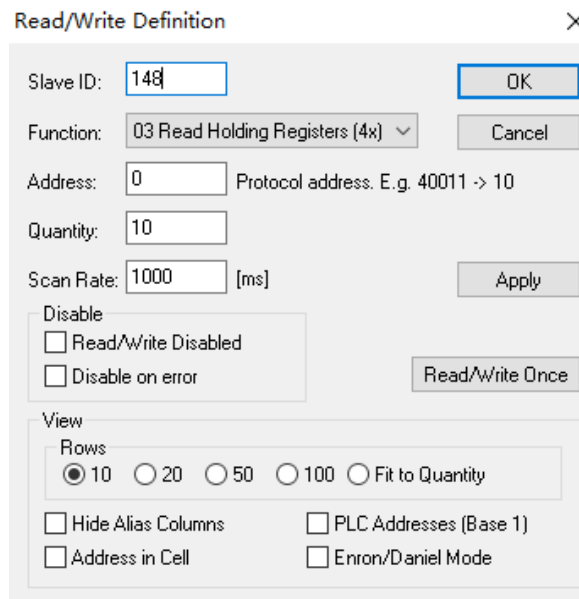 Read/Write Definition
Slave ID: 148 OK
Function: 03 Read Holding Registers (4x) Cancel
Address: 0 Protocol address. E.g. 40011 -> 10
Quantity: 10
Scan Rate: 1000 [ms] Apply
Disable
Read/Write Disabled
Disable on error
Read/Write Once
View
Rows
10 20 50 100 Fit to Quantity
Hide Alias Columns PLC Addresses (Base 1)
Address in Cell Enron/Daniel Mode